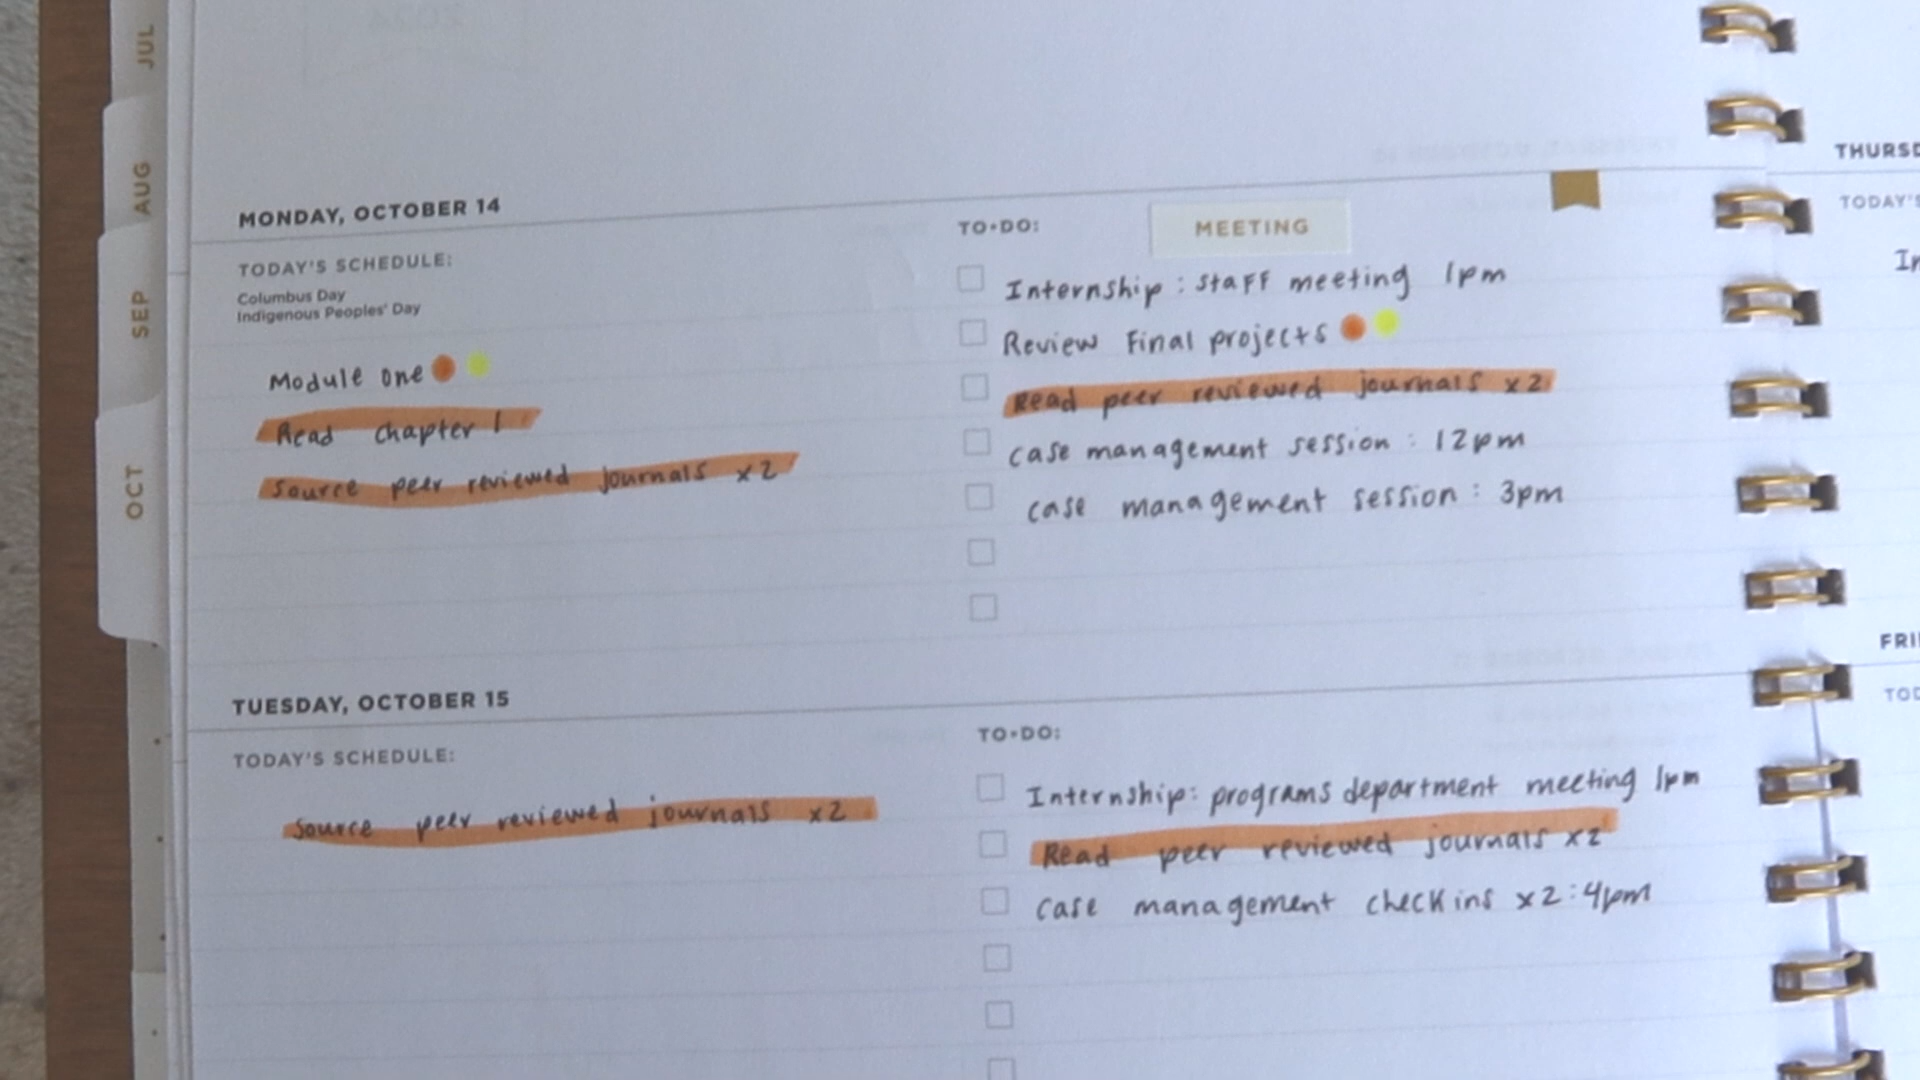 JUL
AUG
SEP
OCT
MONDAY, OCTOBER 14
TODAY'S SCHEDULE:
Columbus Day
Indigenous Peoples' Day
Module one
Read chapter 1
Source peer reviewed journals x2
TO•DO:
MEETING
Internship: staff meeting 1pm
Review Final projects
Read peer reviewed journals x2
case management session: 12pm
case management session: 3pm
TUESDAY, OCTOBER 15
TODAY'S SCHEDULE:
Source peer reviewed journals x2
TO•DO:
Internship: programs department meeting 1pm
Read peer reviewed journals x2
case management check ins x2:4pm
THURSD
TODAY'S
In
FRI
TOD